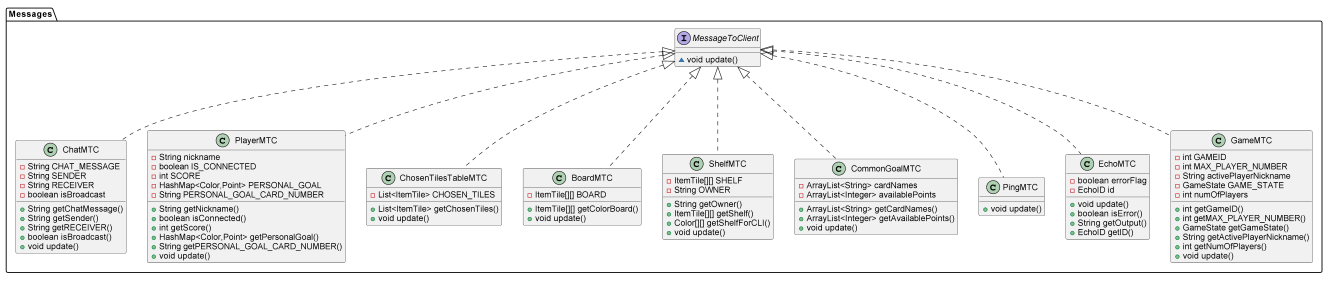 Messages
I MessageToClient
~ void update()
C ChatMTC
String CHAT_MESSAGE
String SENDER
String RECEIVER
boolean isBroadcast
String getChatMessage()
String getSender()
String getRECEIVER()
boolean isBroadcast()
void update()
C PlayerMTC
String nickname
boolean IS_CONNECTED
int SCORE
HashMap<Color,Point> PERSONAL_GOAL
String PERSONAL_GOAL_CARD_NUMBER
String getNickname()
boolean isConnected()
int getScore()
HashMap<Color,Point> getPersonalGoal()
String getPERSONAL_GOAL_CARD_NUMBER()
void update()
C ChosenTilesTableMTC
List<ItemTile> CHOSEN_TILES
List<ItemTile> getChosenTiles()
void update()
C BoardMTC
ItemTile[][] BOARD
ItemTile[][] getColorBoard()
void update()
C ShelfMTC
ItemTile[][] SHELF
String OWNER
String getOwner()
ItemTile[][] getShelf()
Color[][] getShelfForCLI()
void update()
C CommonGoalMTC
ArrayList<String> cardNames
ArrayList<Integer> availablePoints
ArrayList<String> getCardNames()
ArrayList<Integer> getAvailablePoints()
void update()
C PingMTC
void update()
C EchoMTC
boolean errorFlag
EchoID id
void update()
boolean isError()
String getOutput()
EchoID getID()
C GameMTC
int GAMEID
int MAX_PLAYER_NUMBER
String activePlayerNickname
GameState GAME_STATE
int numOfPlayers
int getGameID()
int getMAX_PLAYER_NUMBER()
GameState getGameState()
String getActivePlayerNickname()
int getNumOfPlayers()
void update()